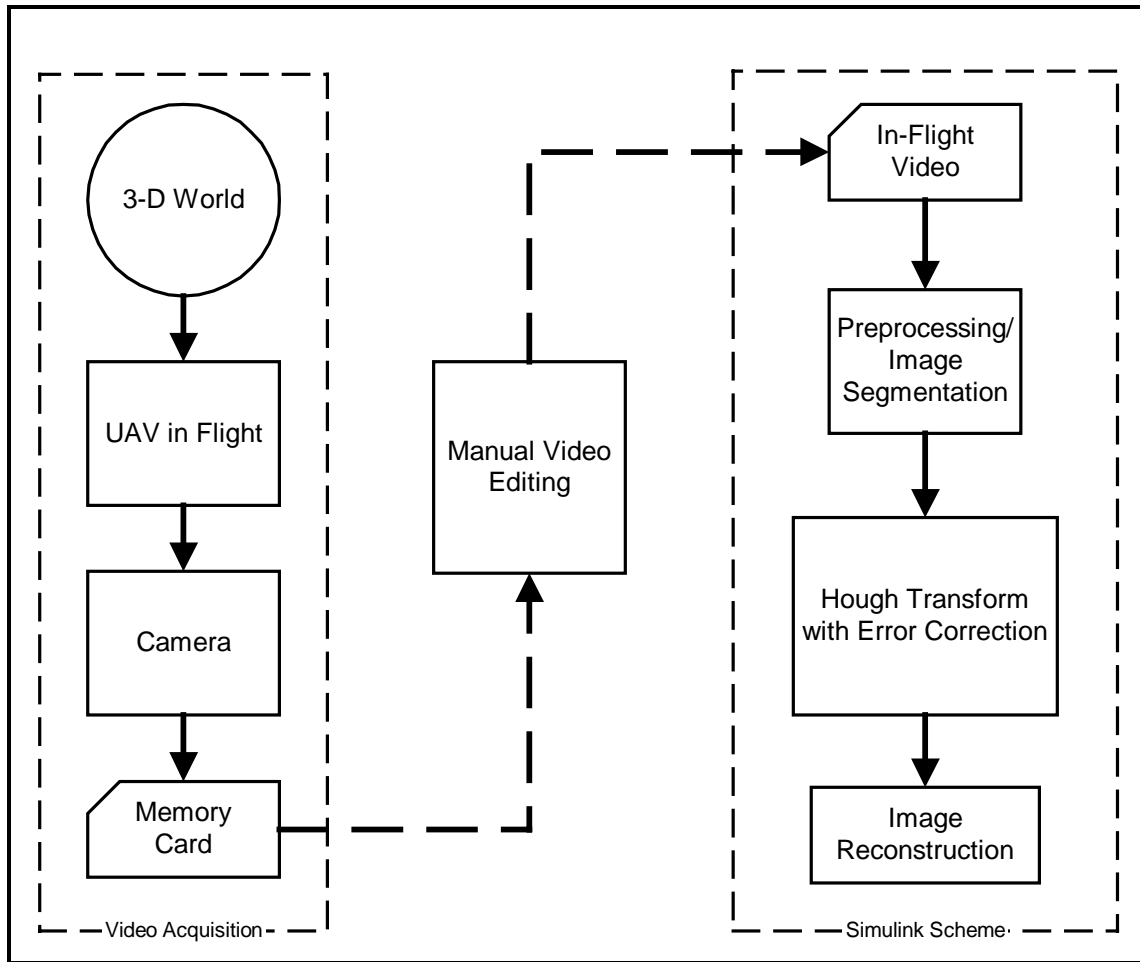 3-D World
UAV in Flight
Camera
Memory
Card
Video Acquisition
Manual Video
Editing
In-Flight
Video
Preprocessing/
Image
Segmentation
Hough Transform
with Error Correction
Image
Reconstruction
Simulink Scheme